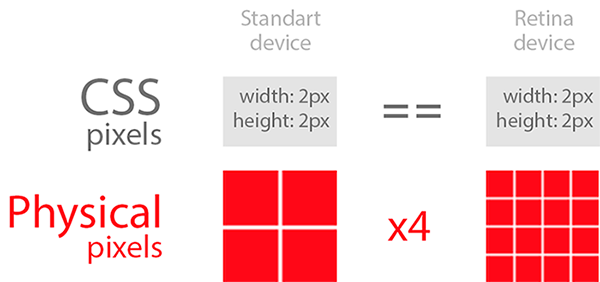 Standart
device
Retina
device
CSS
pixels
width: 2px
height: 2px
==
width: 2px
height: 2px
Physical
pixels
x4